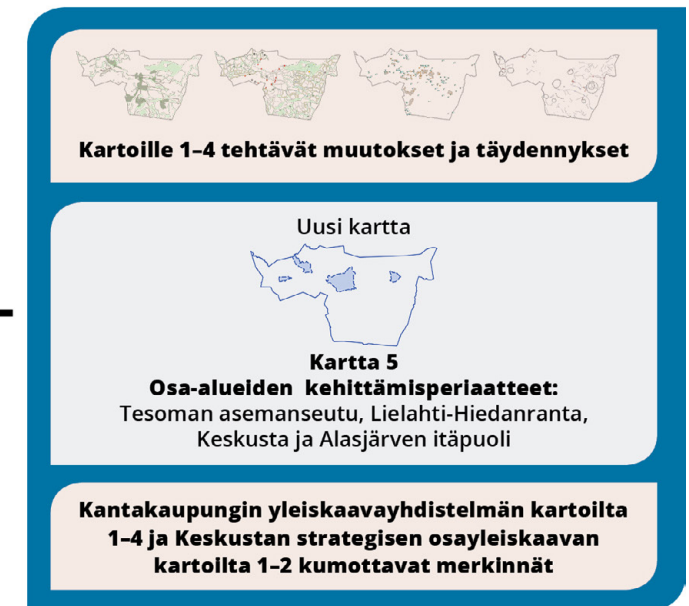 Kartoille 1–4 tehtävät muutokset ja täydennykset
Uusi kartta
Kartta 5
Osa-alueiden kehittämisperiaatteet:
Tesoman asemanseutu, Lielahti-Hiedanranta,
Keskusta ja Alasjärven itäpuoli
Kantakaupungin yleiskaavayhdistelmän kartoilta
1–4 ja Keskustan strategisen osayleiskaavan
kartoilta 1–2 kumottavat merkinnät